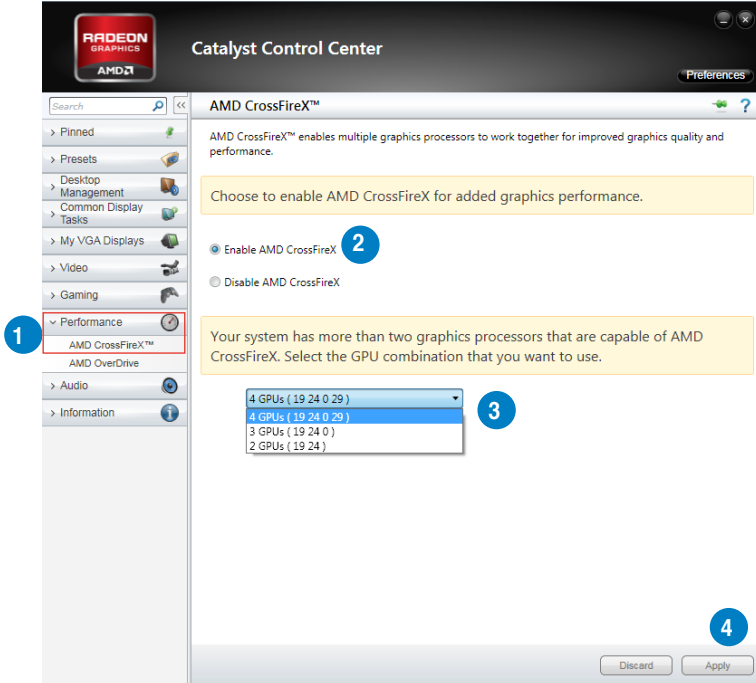 RADEON
GRAPHICS
AMD
Catalyst Control Center
Preferences
Search
<<
AMD CrossFireX™
?
> Pinned
> Presets
> Desktop
Management
> Common Display
Tasks
> My VGA Displays
> Video
> Gaming
1
Performance
AMD CrossFireX™
AMD OverDrive
> Audio
> Information
AMD CrossFireX™ enables multiple graphics processors to work together for improved graphics quality and
performance.
Choose to enable AMD CrossFireX for added graphics performance.
Enable AMD CrossFireX
2
Disable AMD CrossFireX
Your system has more than two graphics processors that are capable of AMD
CrossFireX. Select the GPU combination that you want to use.
4 GPUs ( 19 24 0 29 )
4 GPUs ( 19 24 0 29 )
3 GPUs ( 19 24 0 )
2 GPUs ( 19 24 )
3
4
Discard
Apply